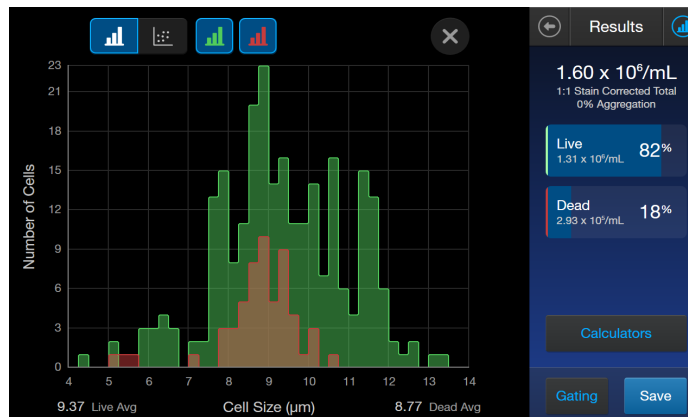 Results
1.60 x 10⁶/mL
1:1 Stain Corrected Total
0% Aggregation
Live
1.31 x 10⁶/mL
82%
Dead
2.93 x 10⁵/mL
18%
Calculators
Gating
Save
Number of Cells
23
21
18
15
12
9
6
3
0
4 5 6 7 8 9 10 11 12 13 14
9.37 Live Avg
Cell Size (µm)
8.77 Dead Avg